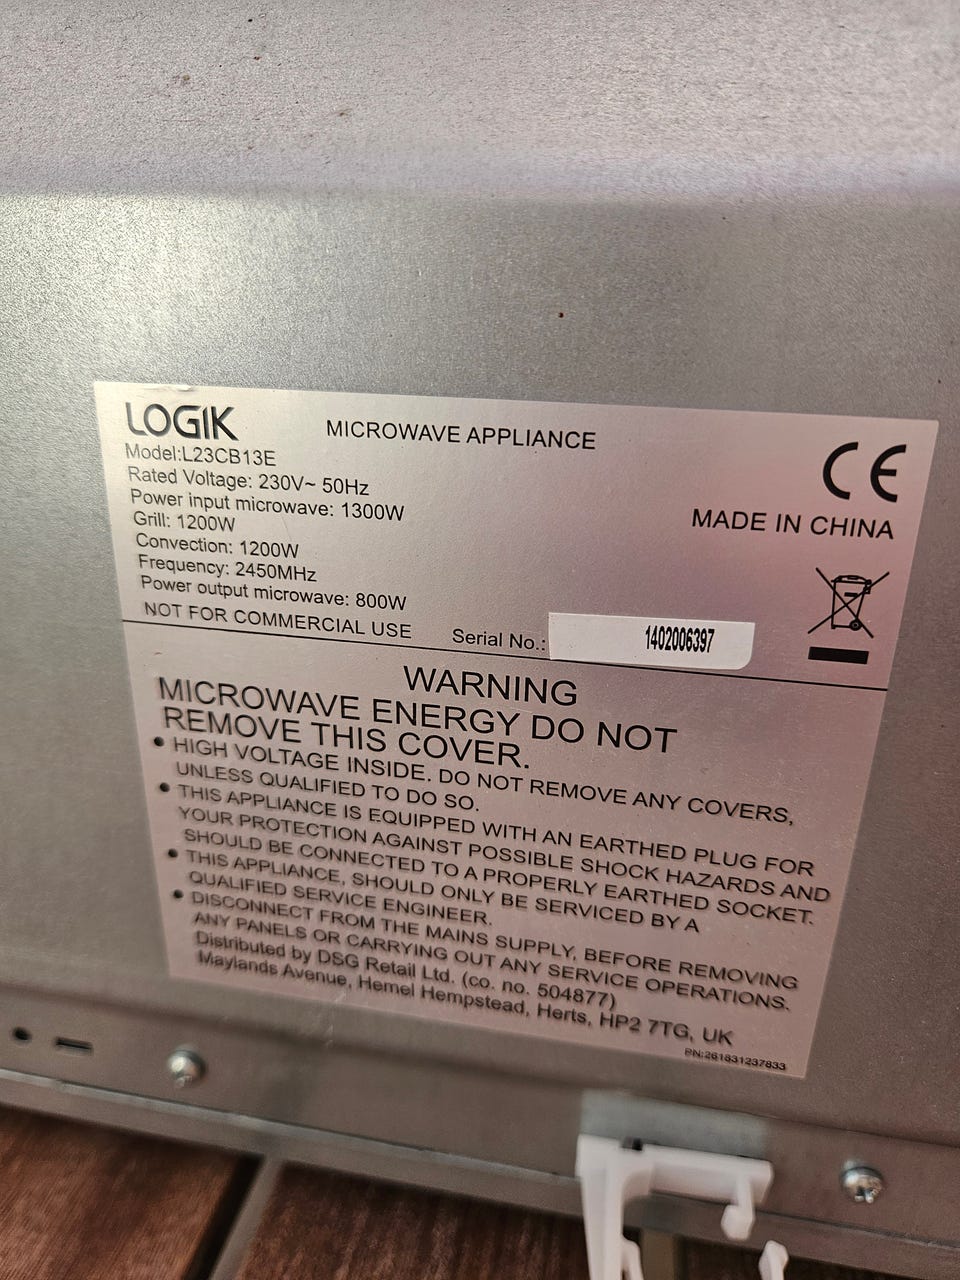 LOGIK
MICROWAVE APPLIANCE
Model:L23CB13E
Rated Voltage: 230V~ 50Hz
Power input microwave: 1300W
Grill: 1200W
Convection: 1200W
Frequency: 2450MHz
Power output microwave: 800W
NOT FOR COMMERCIAL USE
CE
MADE IN CHINA
Serial No.: 1402006397
WARNING
MICROWAVE ENERGY DO NOT
REMOVE THIS COVER.
• HIGH VOLTAGE INSIDE. DO NOT REMOVE ANY COVERS,
UNLESS QUALIFIED TO DO SO.
• THIS APPLIANCE IS EQUIPPED WITH AN EARTHED PLUG FOR
YOUR PROTECTION AGAINST POSSIBLE SHOCK HAZARDS AND
SHOULD BE CONNECTED TO A PROPERLY EARTHED SOCKET.
• THIS APPLIANCE, SHOULD ONLY BE SERVICED BY A
QUALIFIED SERVICE ENGINEER.
• DISCONNECT FROM THE MAINS SUPPLY, BEFORE REMOVING
ANY PANELS OR CARRYING OUT ANY SERVICE OPERATIONS.
Distributed by DSG Retail Ltd. (co. no. 504877)
Maylands Avenue, Hemel Hempstead, Herts, HP2 7TG, UK
PN:261831237833